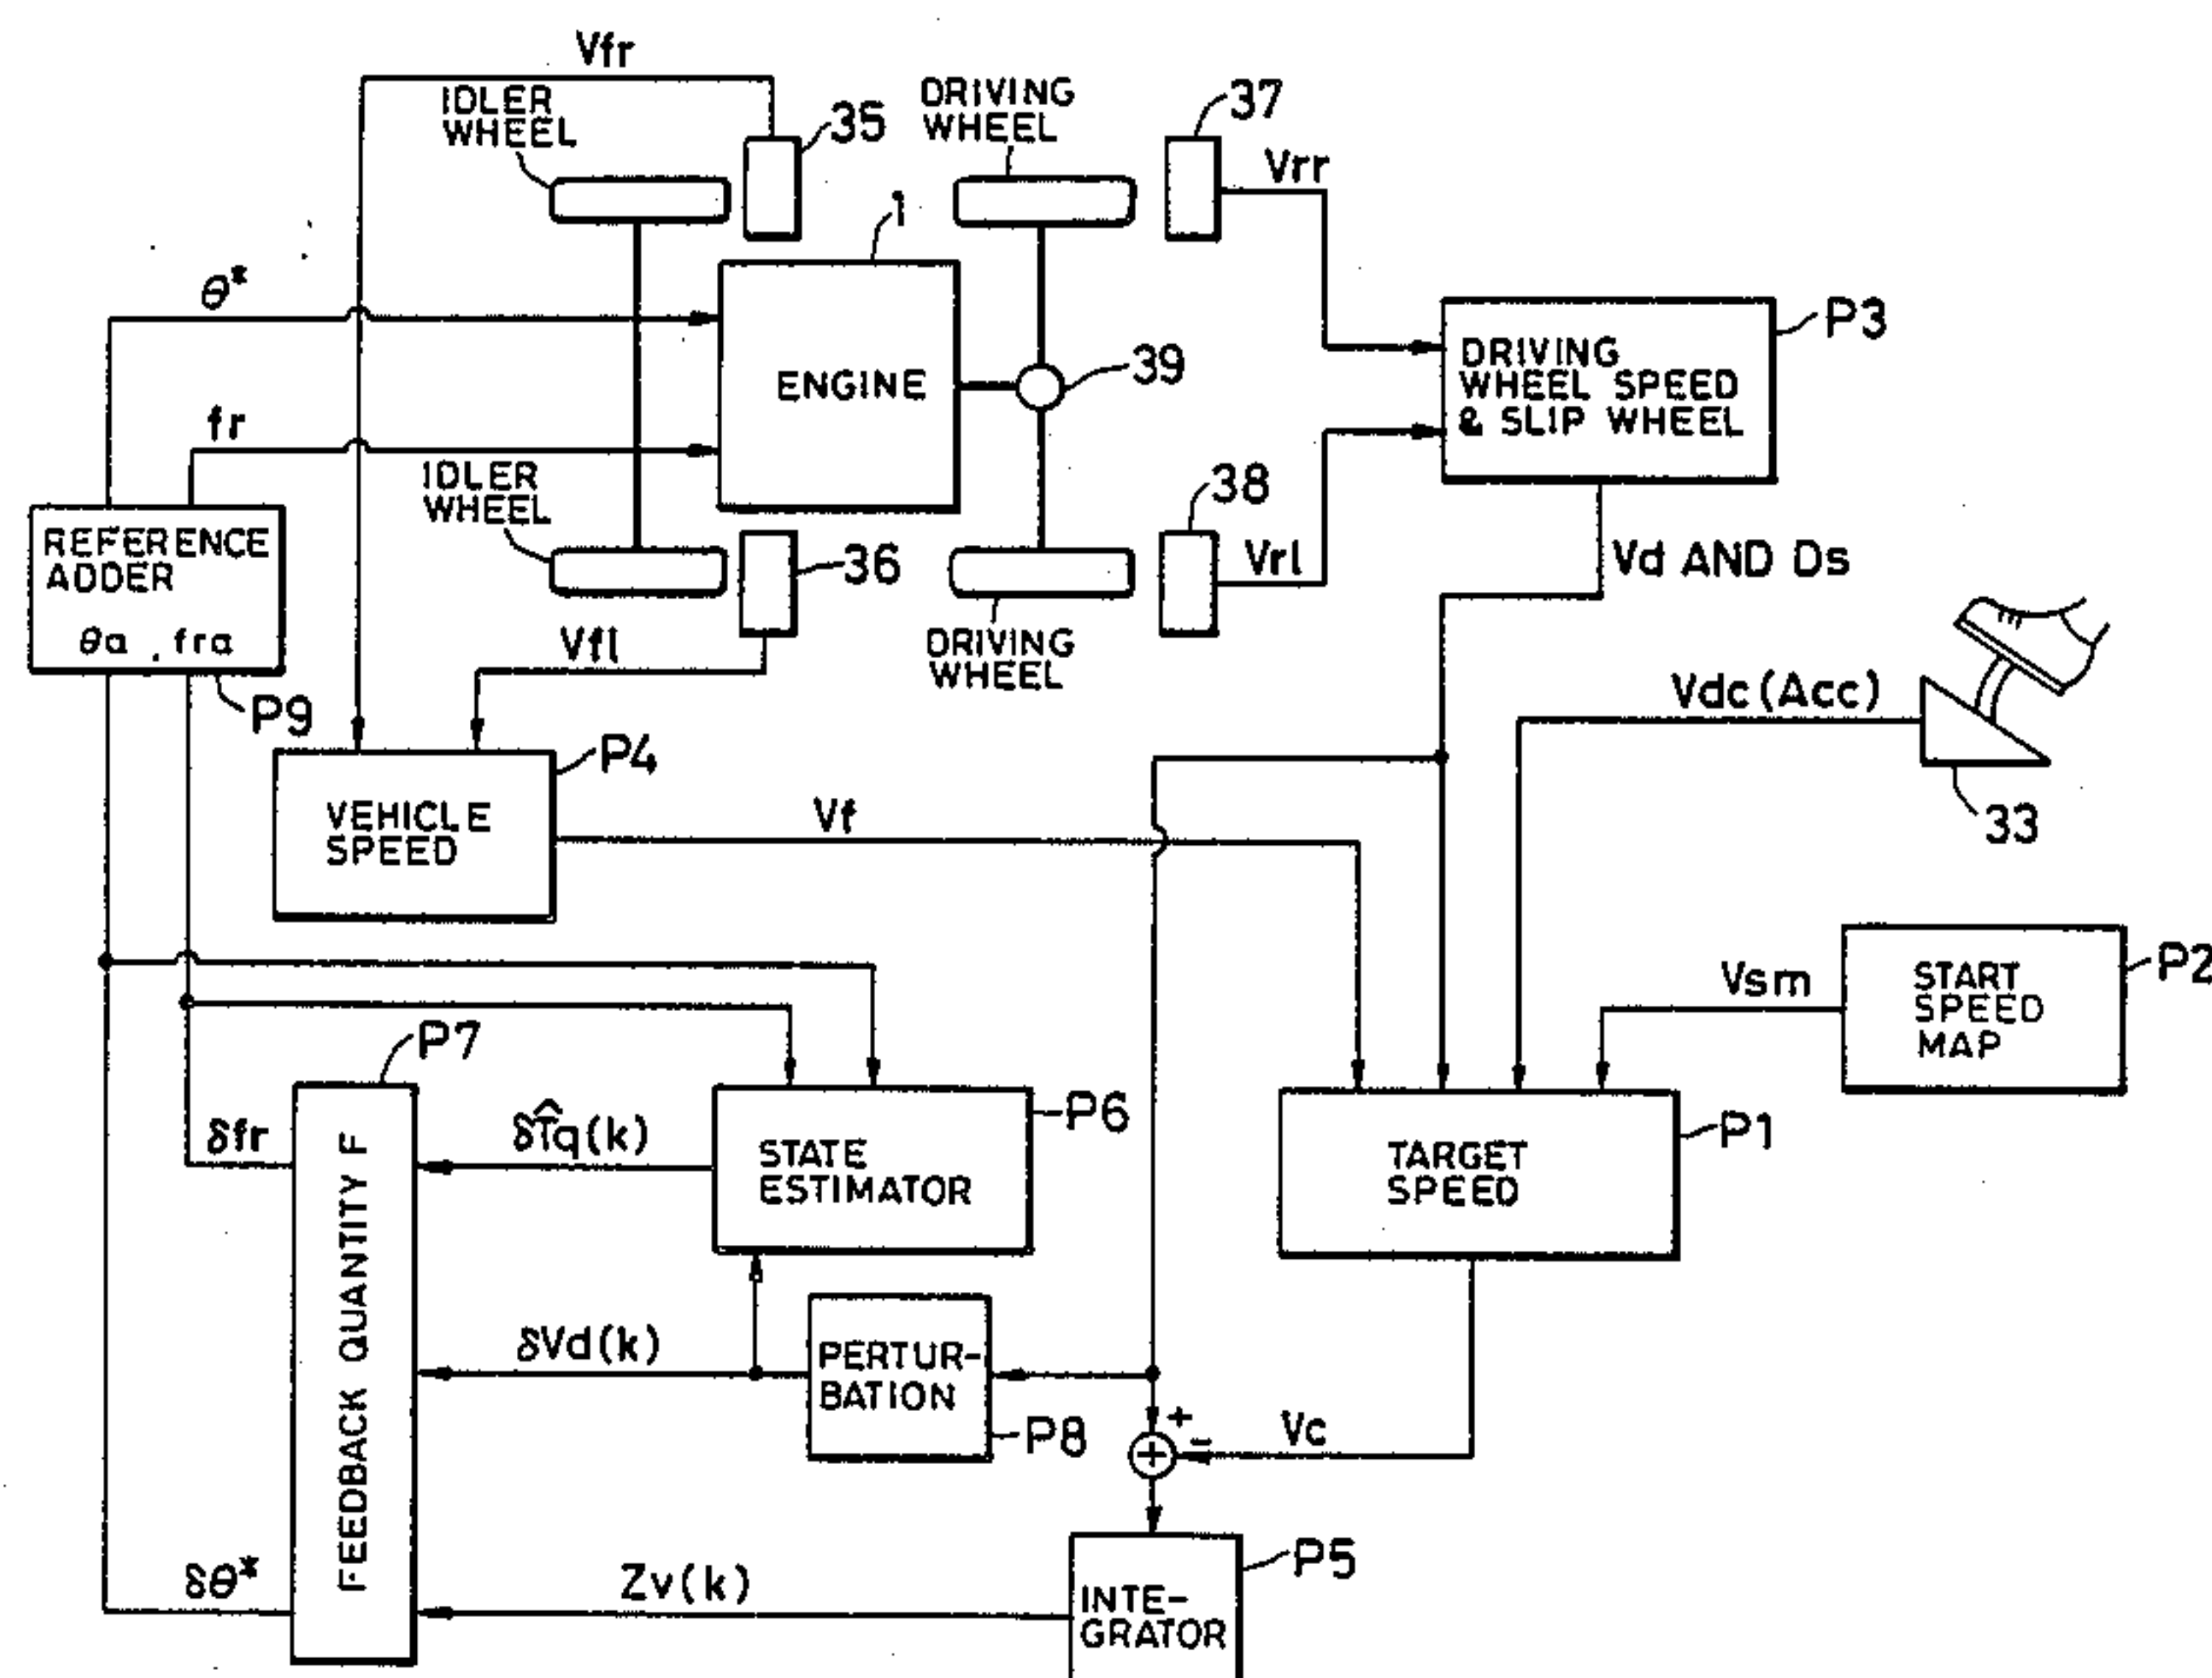 Vfr
IDLER
WHEEL
35
DRIVING
WHEEL
37
Vrr
1
θ*
ENGINE
39
P3
DRIVING
WHEEL SPEED
& SLIP WHEEL
fr
IDLER
WHEEL
36
38
Vrl
REFERENCE
ADDER
θa . fra
P9
Vfl
DRIVING
WHEEL
Vd AND Ds
Vdc (Acc)
33
P4
VEHICLE
SPEED
Vf
P2
START
SPEED
MAP
Vsm
P7
FEEDBACK QUANTITY F
δfr
δT̂q(k)
P6
STATE
ESTIMATOR
P1
TARGET
SPEED
δVd(k)
PERTUR-
BATION
P8
+
-
+
Vc
δθ*
Zv(k)
P5
INTE-
GRATOR